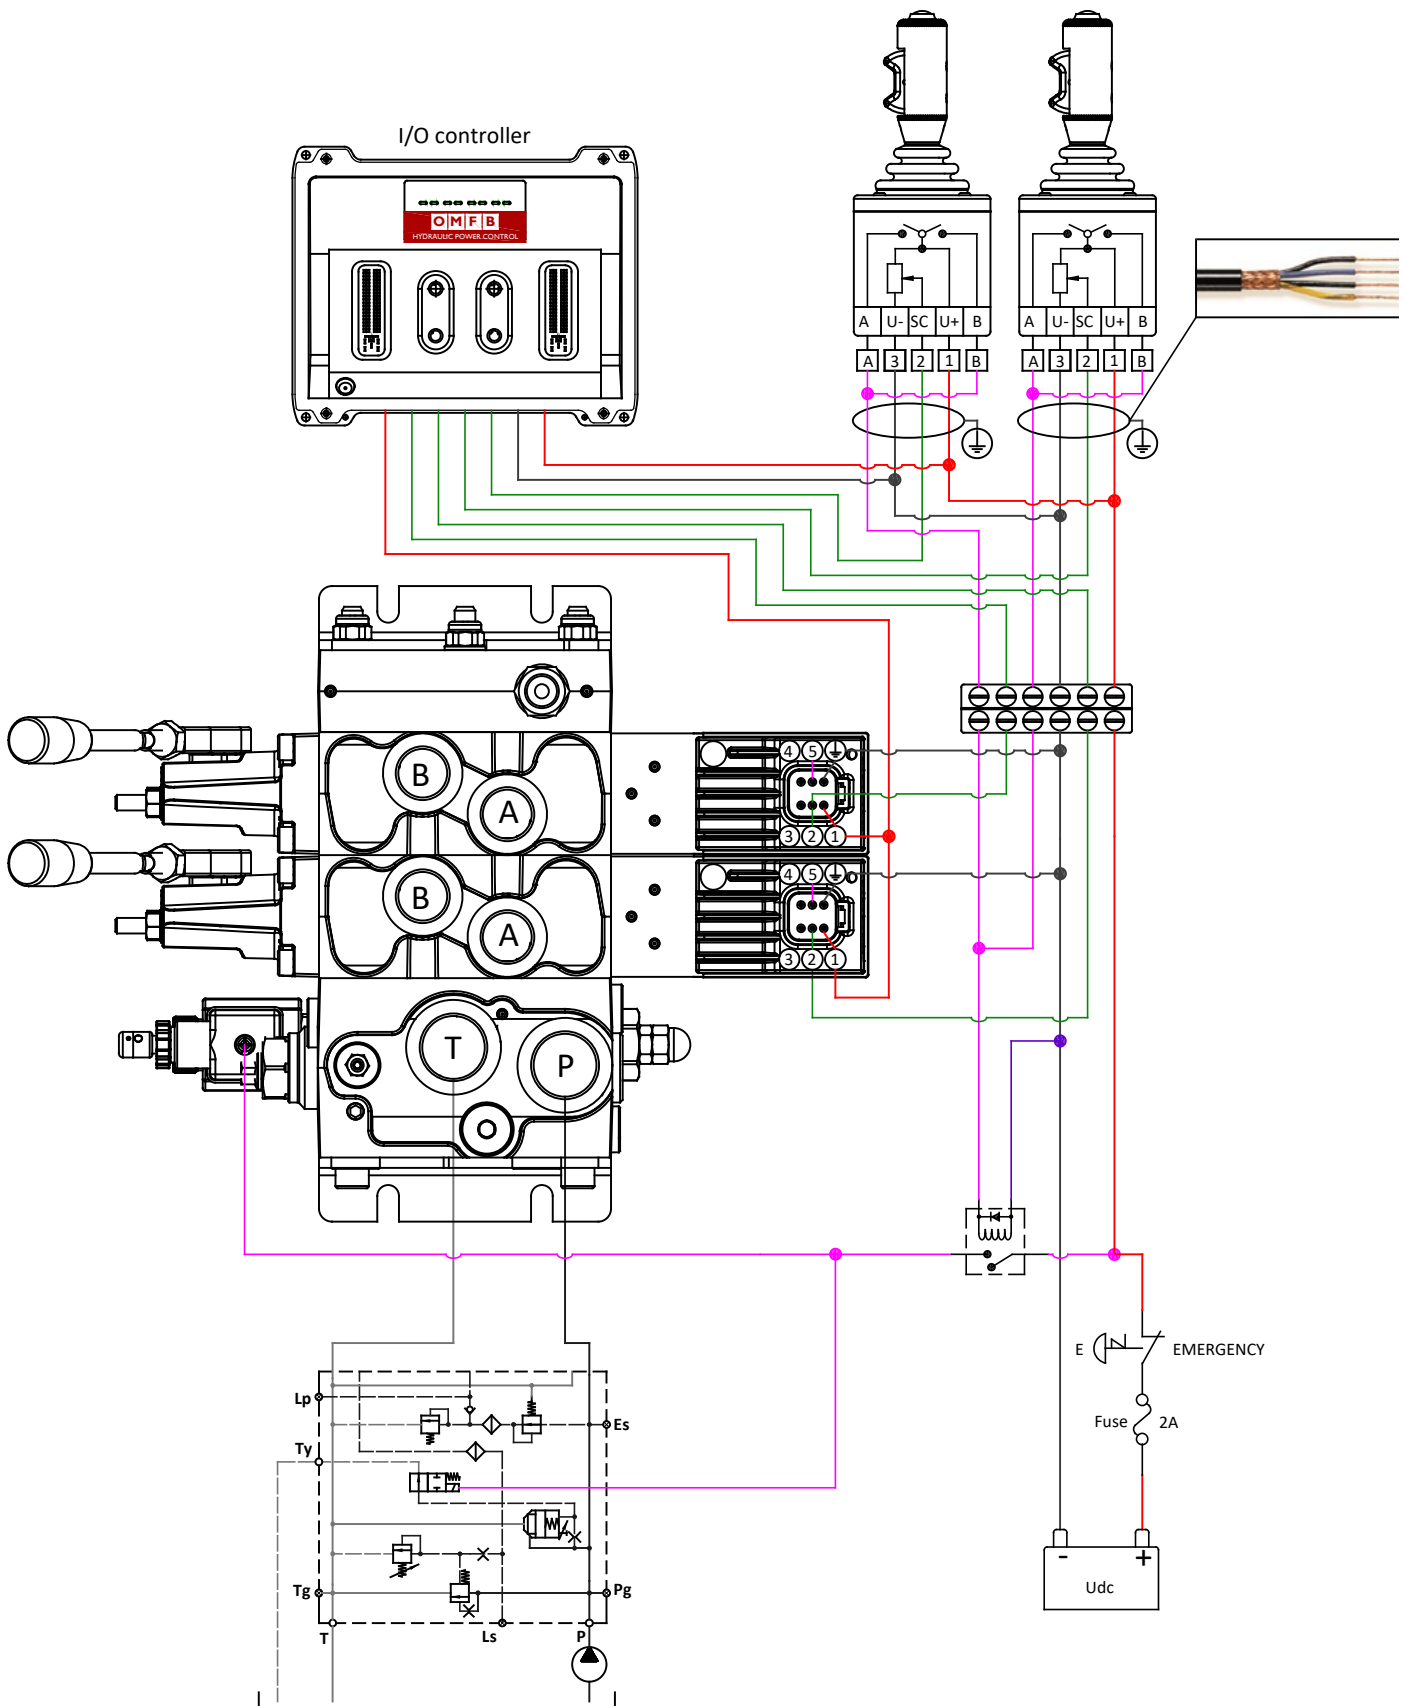 I/O controller
OMFB
HYDRAULIC POWER CONTROL
A U- SC U+ B
A U- SC U+ B
A 3 2 1 B
A 3 2 1 B
B
A
4 5
3 2 1
B
A
4 5
3 2 1
T
P
E
EMERGENCY
Fuse
2A
- +
Udc
Lp
Es
Ty
Tg
Pg
T
Ls
P